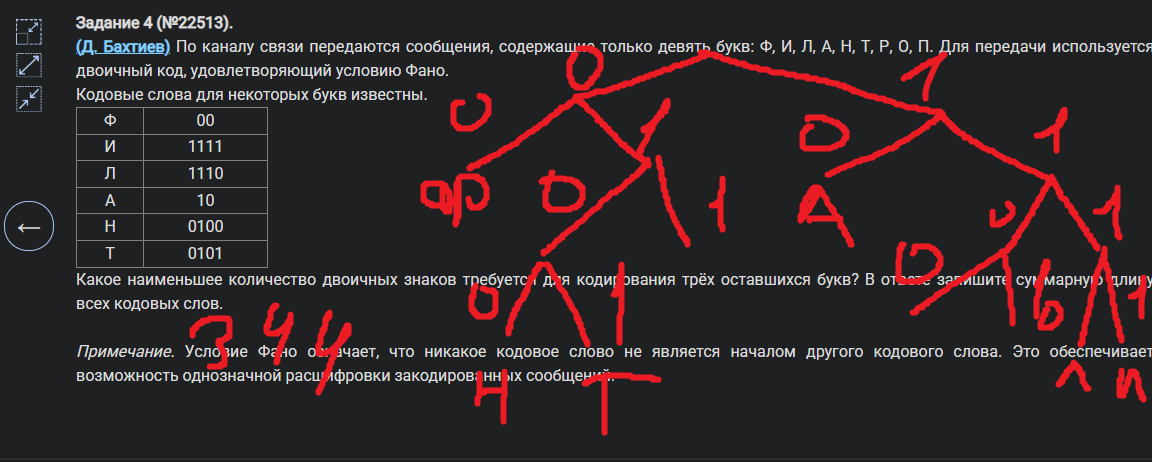 Задание 4 (№22513).
(Д. Бахтиев) По каналу связи передаются сообщения, содержащие только девять букв: Ф, И, Л, А, Н, Т, Р, О, П. Для передачи используется
двоичный код, удовлетворяющий условию Фано.
Кодовые слова для некоторых букв известны.
Ф 00
И 1111
Л 1110
А 10
Н 0100
Т 0101
Какое наименьшее количество двоичных знаков требуется для кодирования трёх оставшихся букв? В ответе запишите суммарную длину
всех кодовых слов.
Примечание. Условие Фано означает, что никакое кодовое слово не является началом другого кодового слова. Это обеспечивает
возможность однозначной расшифровки закодированных сообщений.
0 1
0 1 0 1
Ф 0 1 А 0 1
0 1 0 0 1
3 4 4
Н Т Л И